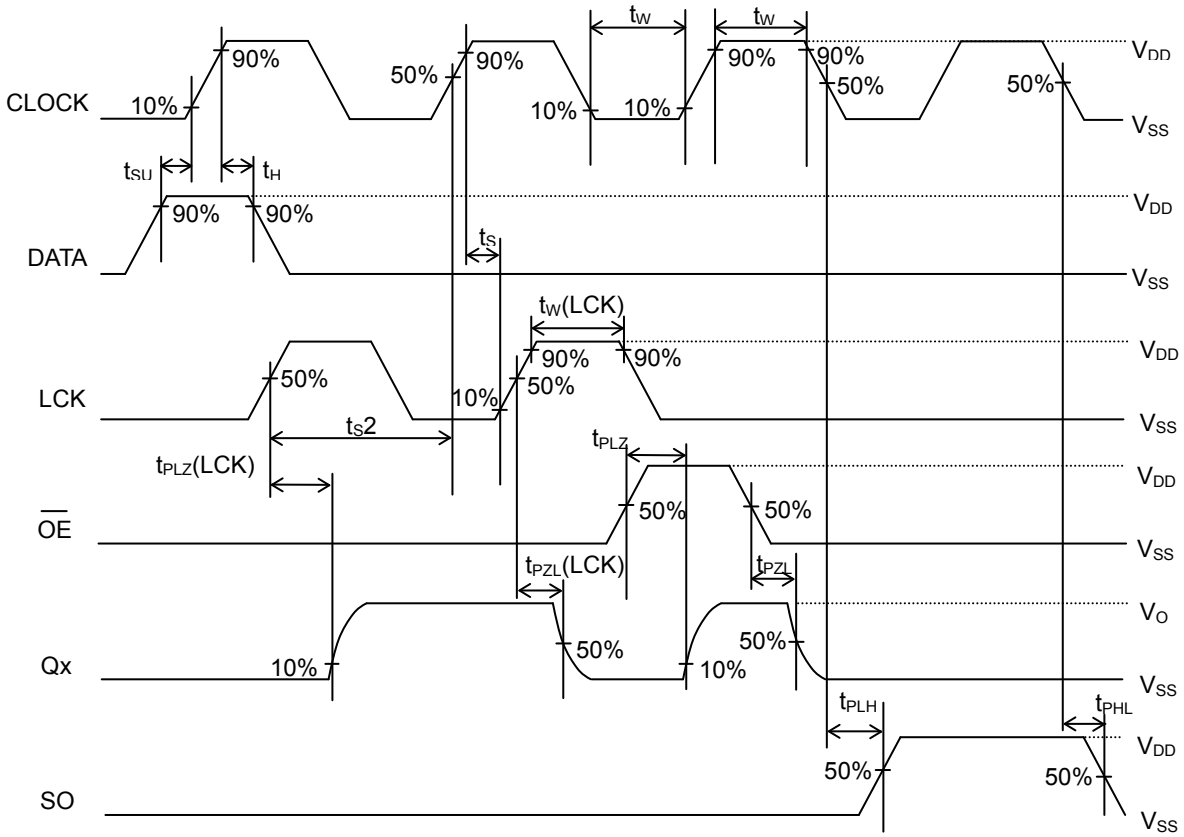 tW tW
90% 90% 90% 90% VDD
50% 50% 50%
CLOCK 10% 10% 10% VSS
tSU tH
90% 90% VDD
tS
DATA VSS
tW(LCK)
90% 90% VDD
50% 50%
LCK 10% VSS
tS2 tPLZ
tPLZ(LCK) VDD
50% 50%
OE VSS
tPZL(LCK) tPZL
VO
50% 50%
Qx 10% 10% VSS
tPLH tPHL
VDD
50% 50%
SO VSS